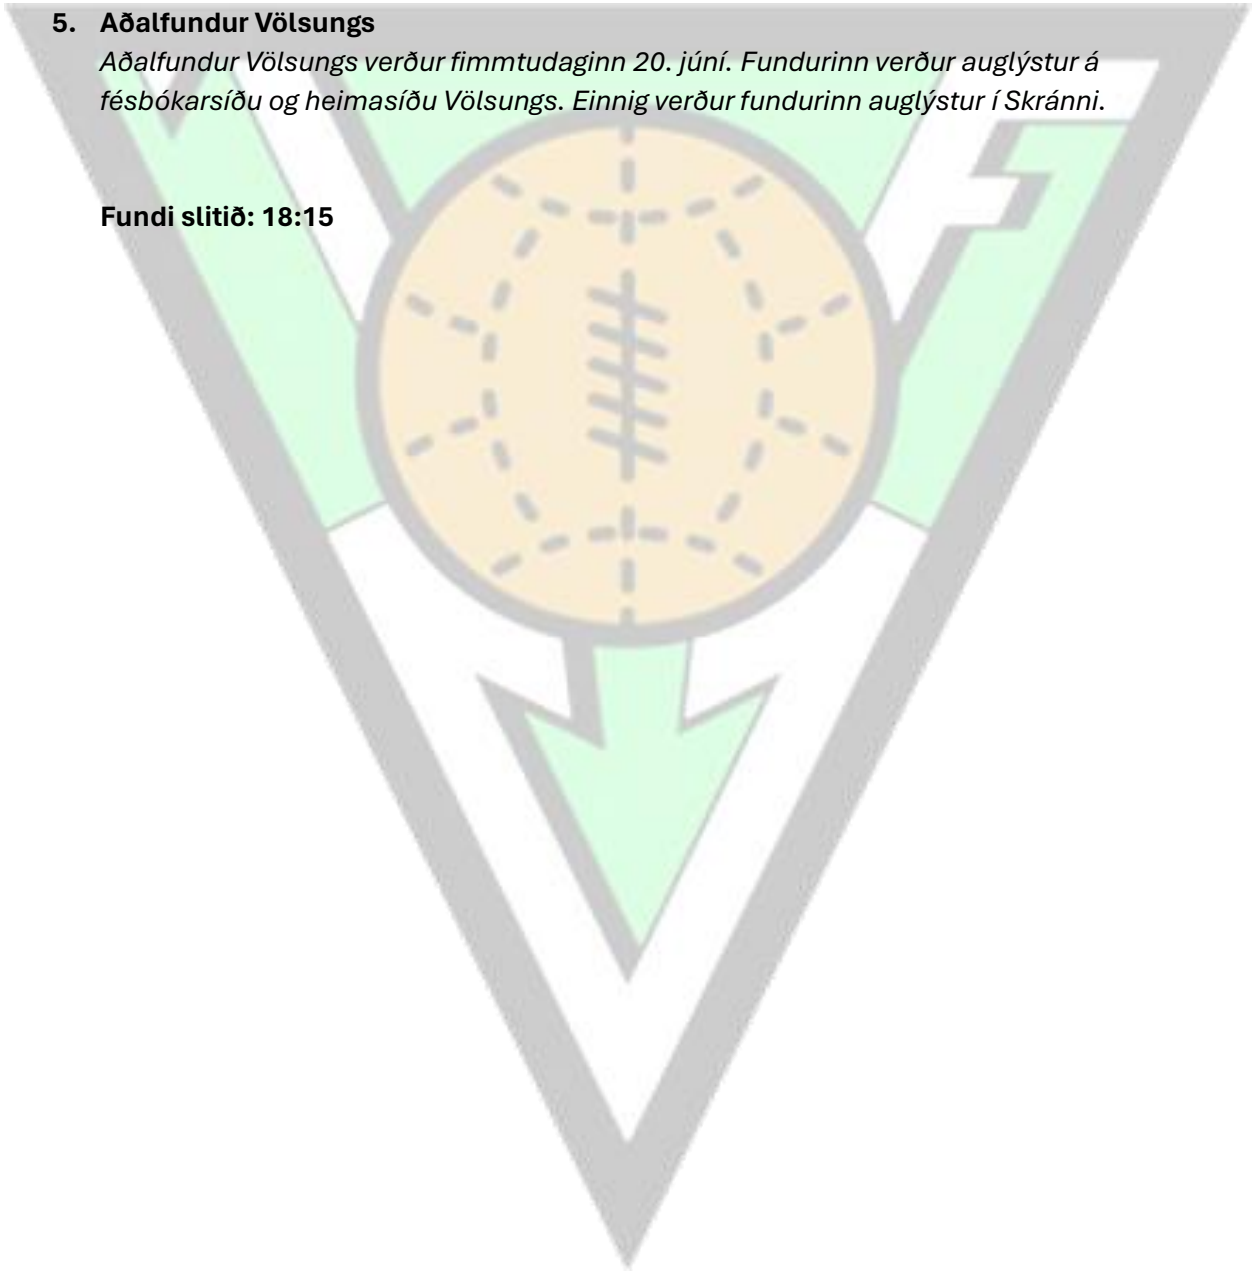 5. Aðalfundur Völsungs
Aðalfundur Völsungs verður fimmtudaginn 20. júní. Fundurinn verður auglýstur á
fésbókarsíðu og heimasíðu Völsungs. Einnig verður fundurinn auglýstur í Skránni.
Fundi slitið: 18:15